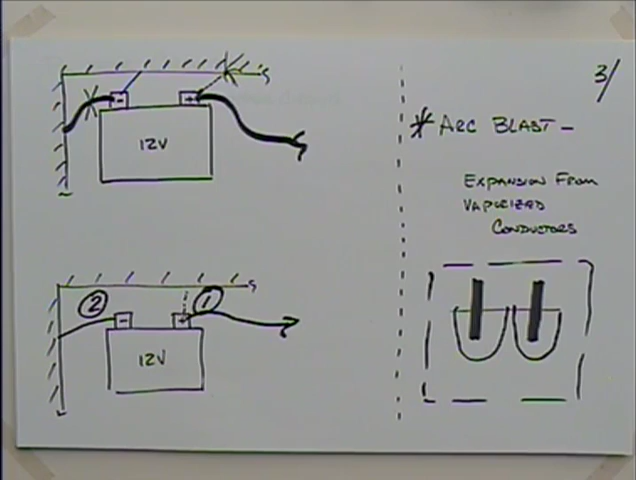 3/
- +
12V
* ARC BLAST -
EXPANSION FROM
VAPORIZED
CONDUCTORS
2 1
- +
12V